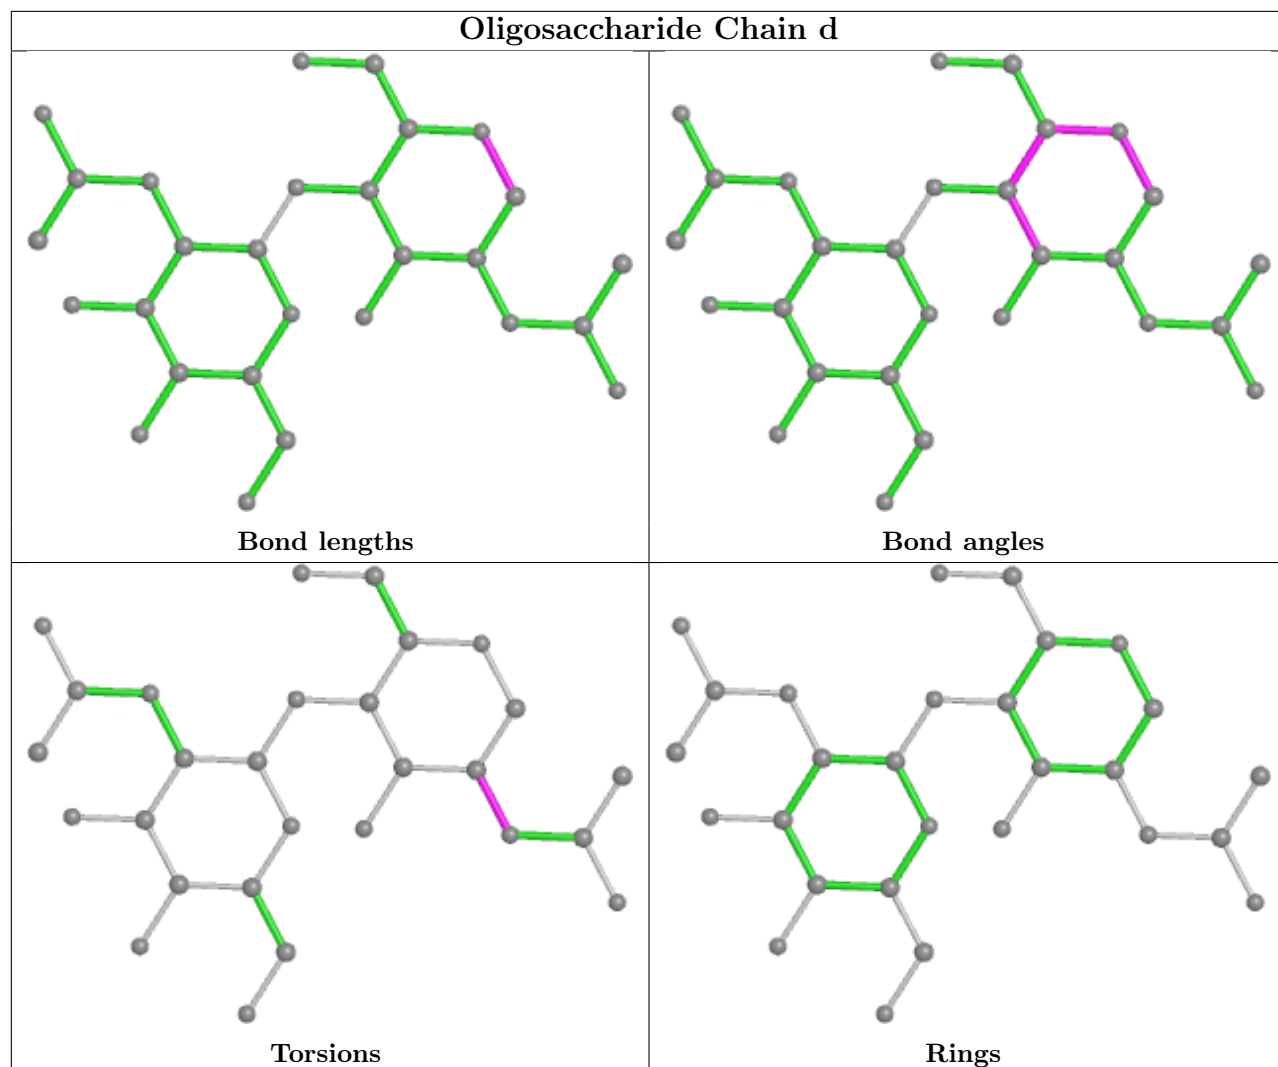 Oligosaccharide Chain d
Bond lengths
Bond angles
Torsions
Rings